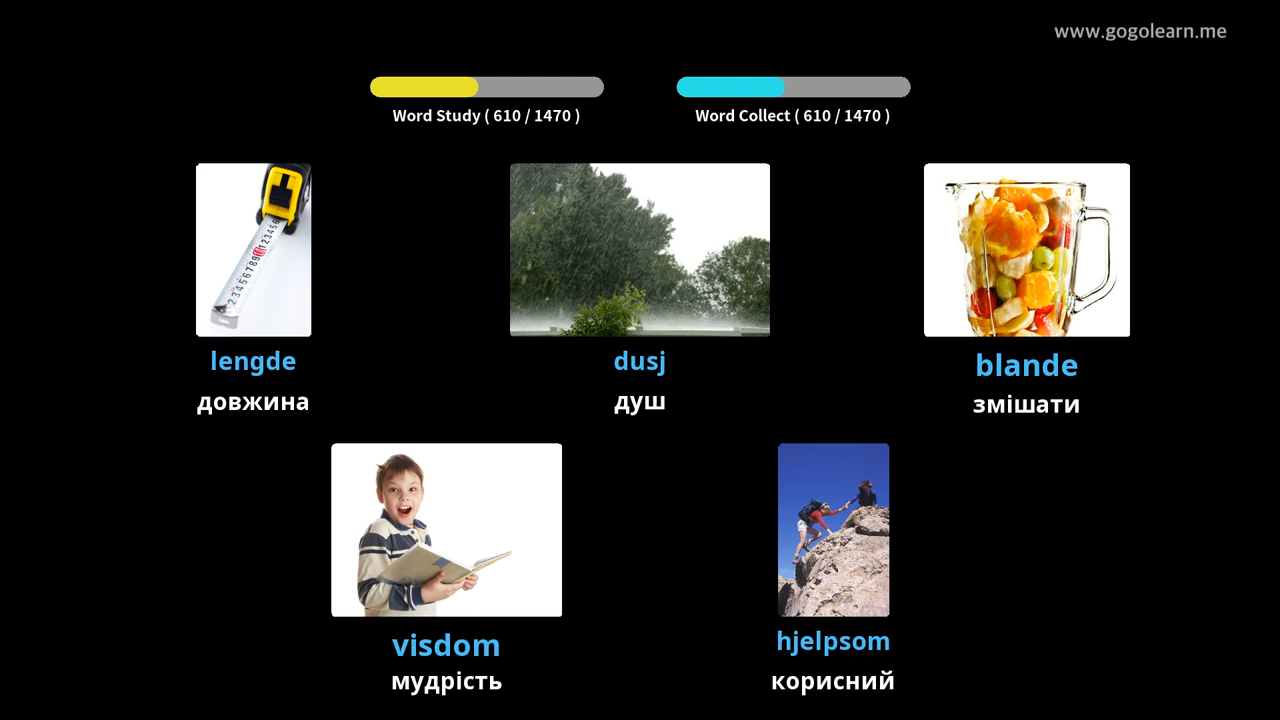 www.gogolearn.me
Word Study ( 610 / 1470 )
Word Collect ( 610 / 1470 )
lengde
довжина
dusj
душ
blande
змішати
visdom
мудрість
hjelpsom
корисний